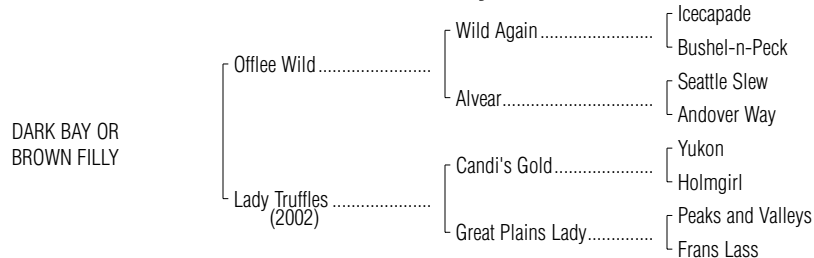 Icecapade
Wild Again........................
Bushel-n-Peck
Offlee Wild........................
Seattle Slew
Alvear................................
Andover Way
DARK BAY OR
BROWN FILLY
Yukon
Candi's Gold.....................
Holmgirl
Lady Truffles .....................
(2002)
Peaks and Valleys
Great Plains Lady..............
Frans Lass